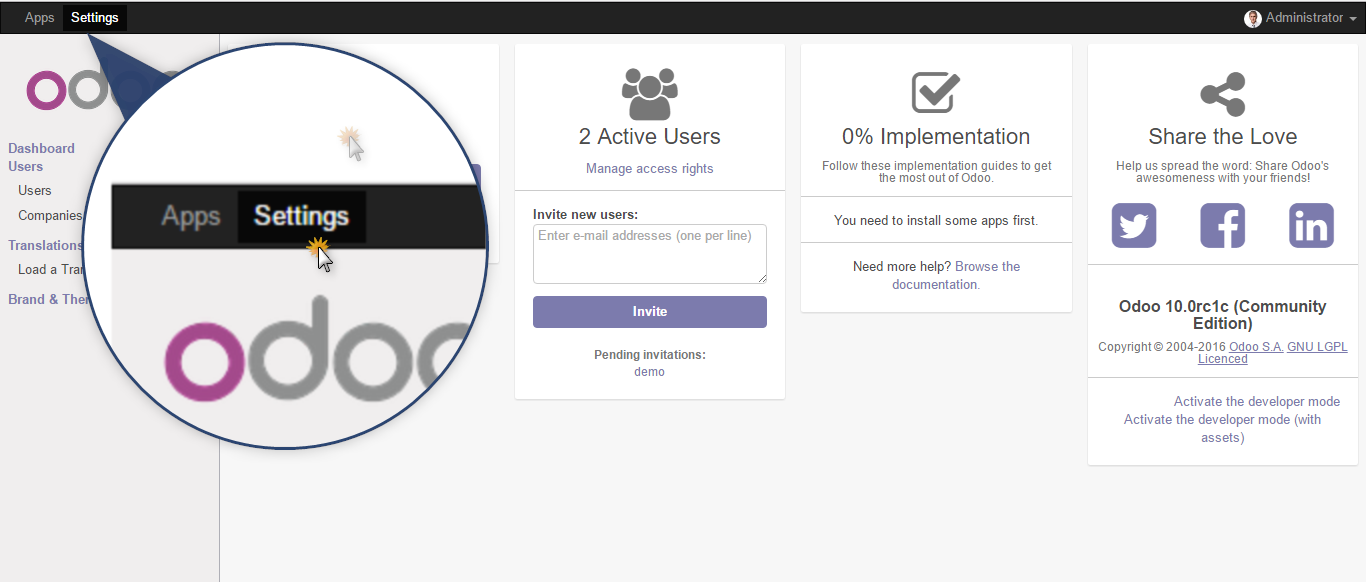 Apps Settings
Administrator
odoo
Dashboard
Users
Users
Companies
Translations
Load a Tran
Brand & Ther
Apps Settings
odoo
2 Active Users
Manage access rights
Invite new users:
Enter e-mail addresses (one per line)
Invite
Pending invitations:
demo
0% Implementation
Follow these implementation guides to get
the most out of Odoo.
You need to install some apps first.
Need more help? Browse the
documentation.
Share the Love
Help us spread the word: Share Odoo's
awesomeness with your friends!
in
Odoo 10.0rc1c (Community
Edition)
Copyright © 2004-2016 Odoo S.A. GNU LGPL
Licenced
Activate the developer mode
Activate the developer mode (with
assets)